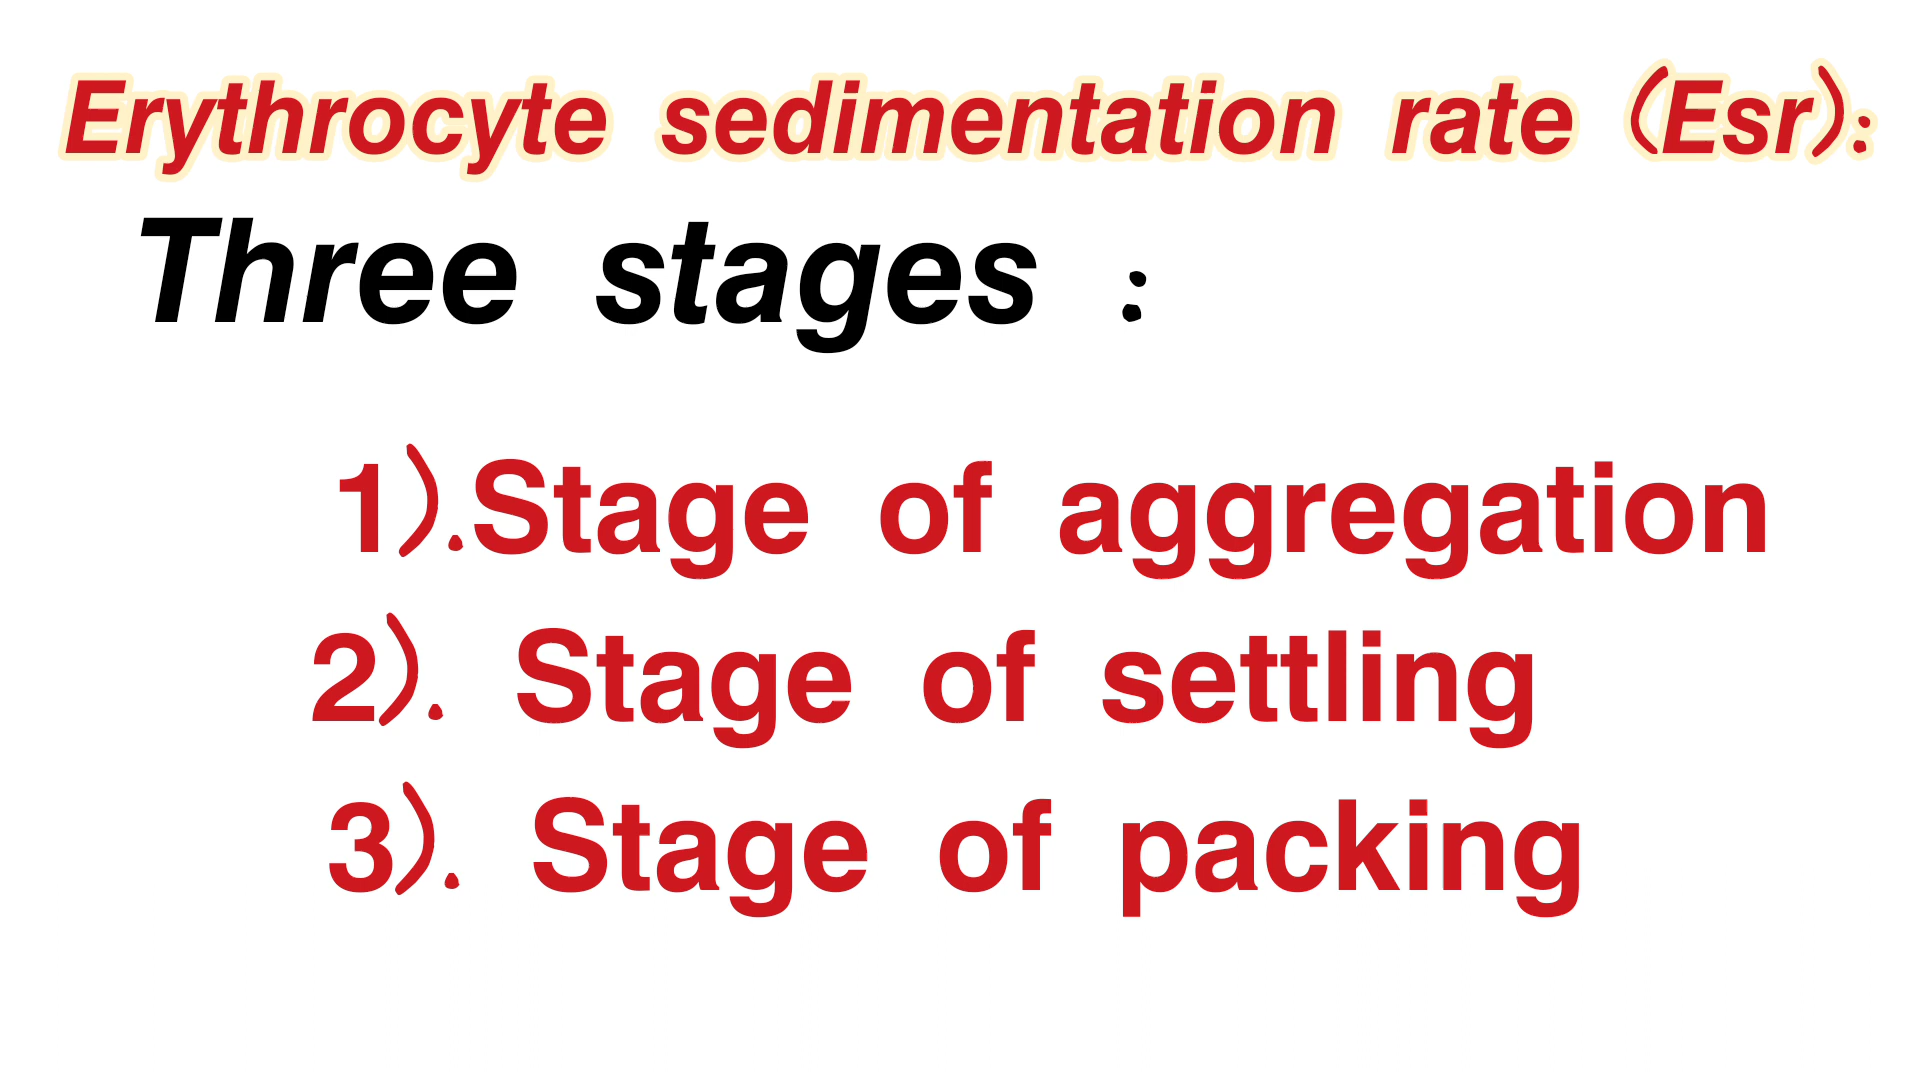 Erythrocyte sedimentation rate (Esr):
Three stages :
1).Stage of aggregation
2). Stage of settling
3). Stage of packing